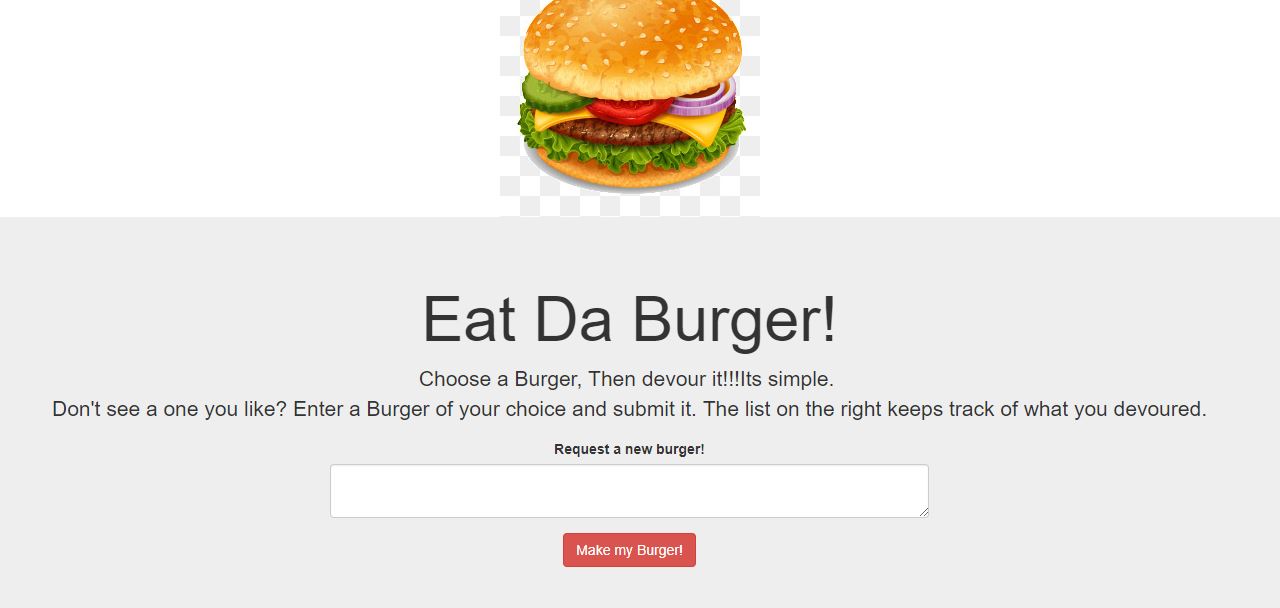 Eat Da Burger!
Choose a Burger, Then devour it!!!Its simple.
Don't see a one you like? Enter a Burger of your choice and submit it. The list on the right keeps track of what you devoured.
Request a new burger!
Make my Burger!